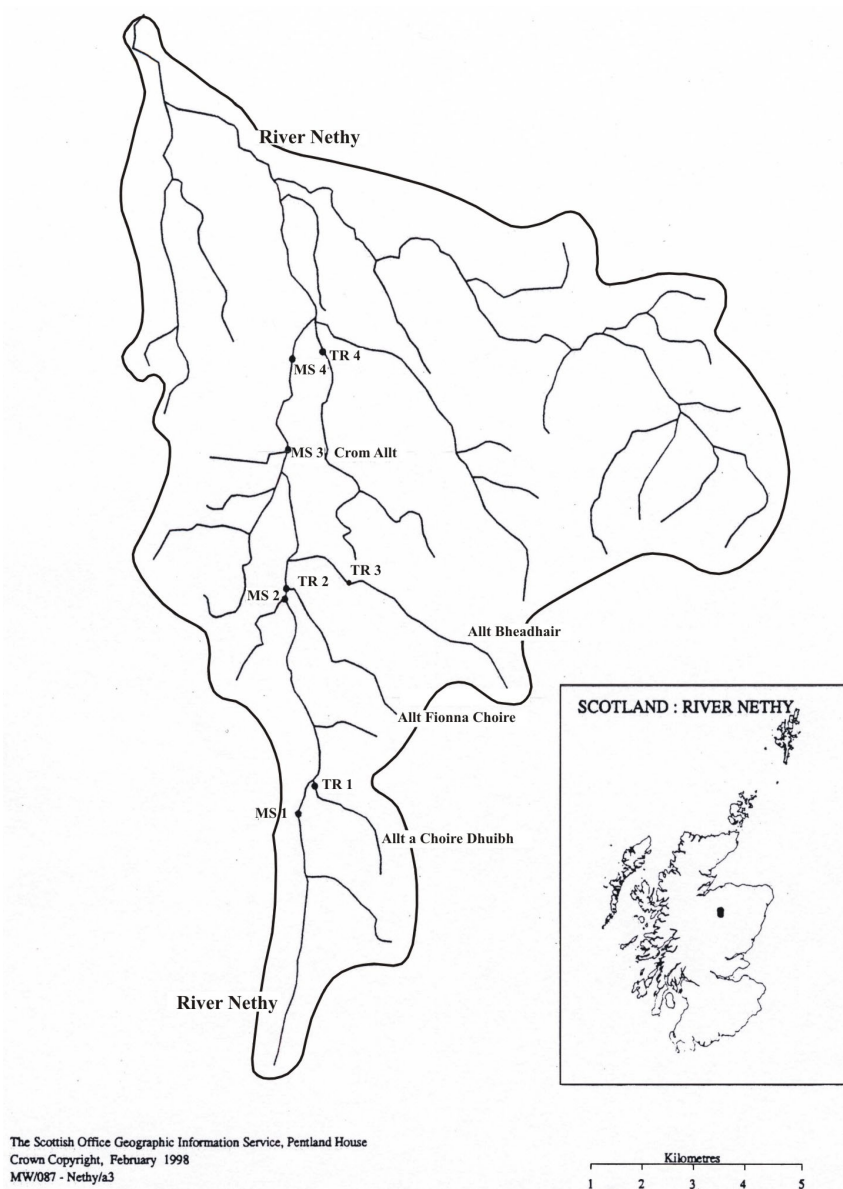 River Nethy
TR 4
MS 4
MS 3
Crom Allt
TR 3
TR 2
MS 2
Allt Bheadhair
Allt Fionna Choire
TR 1
MS 1
Allt a Choire Dhuibh
River Nethy
SCOTLAND : RIVER NETHY
The Scottish Office Geographic Information Service, Pentland House
Crown Copyright, February 1998
MW/087 - Nethy/a3
Kilometres
1 2 3 4 5